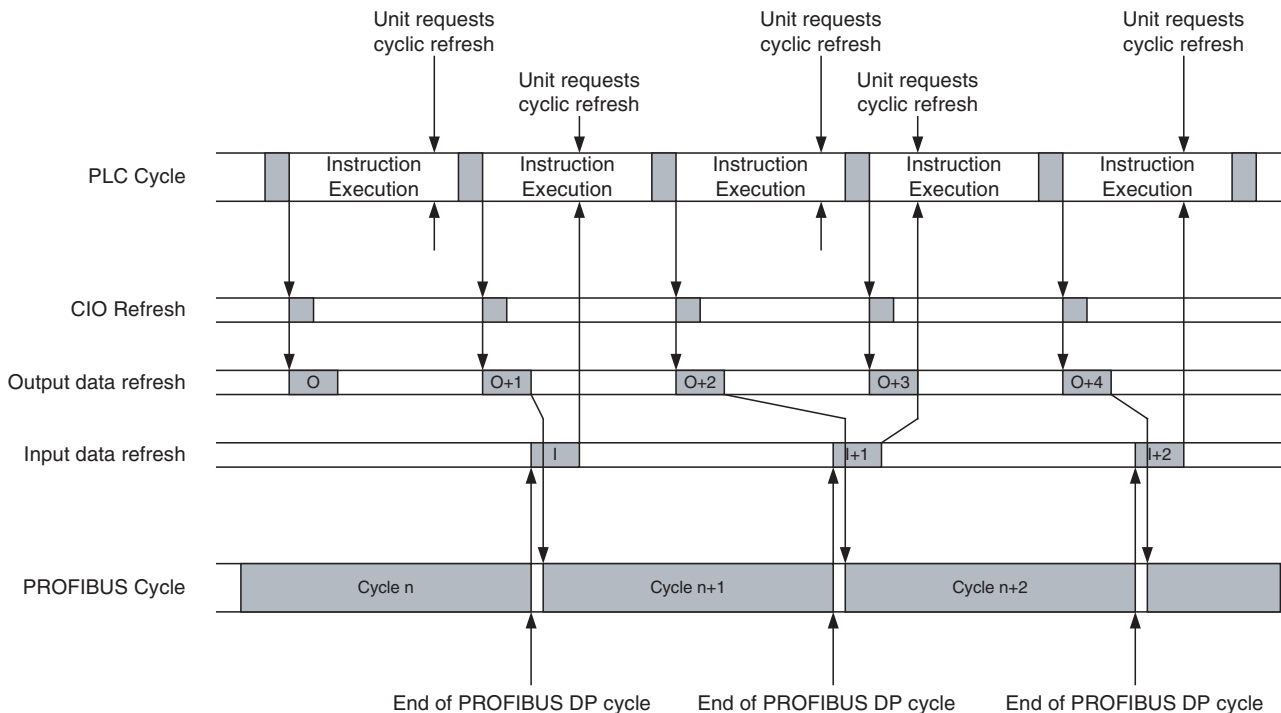 Unit requests
cyclic refresh
Unit requests
cyclic refresh
Unit requests
cyclic refresh
Unit requests
cyclic refresh
Unit requests
cyclic refresh
PLC Cycle
Instruction
Execution
Instruction
Execution
Instruction
Execution
Instruction
Execution
Instruction
Execution
CIO Refresh
Output data refresh
O
O+1
O+2
O+3
O+4
Input data refresh
I
I+1
I+2
PROFIBUS Cycle
Cycle n
Cycle n+1
Cycle n+2
End of PROFIBUS DP cycle
End of PROFIBUS DP cycle
End of PROFIBUS DP cycle